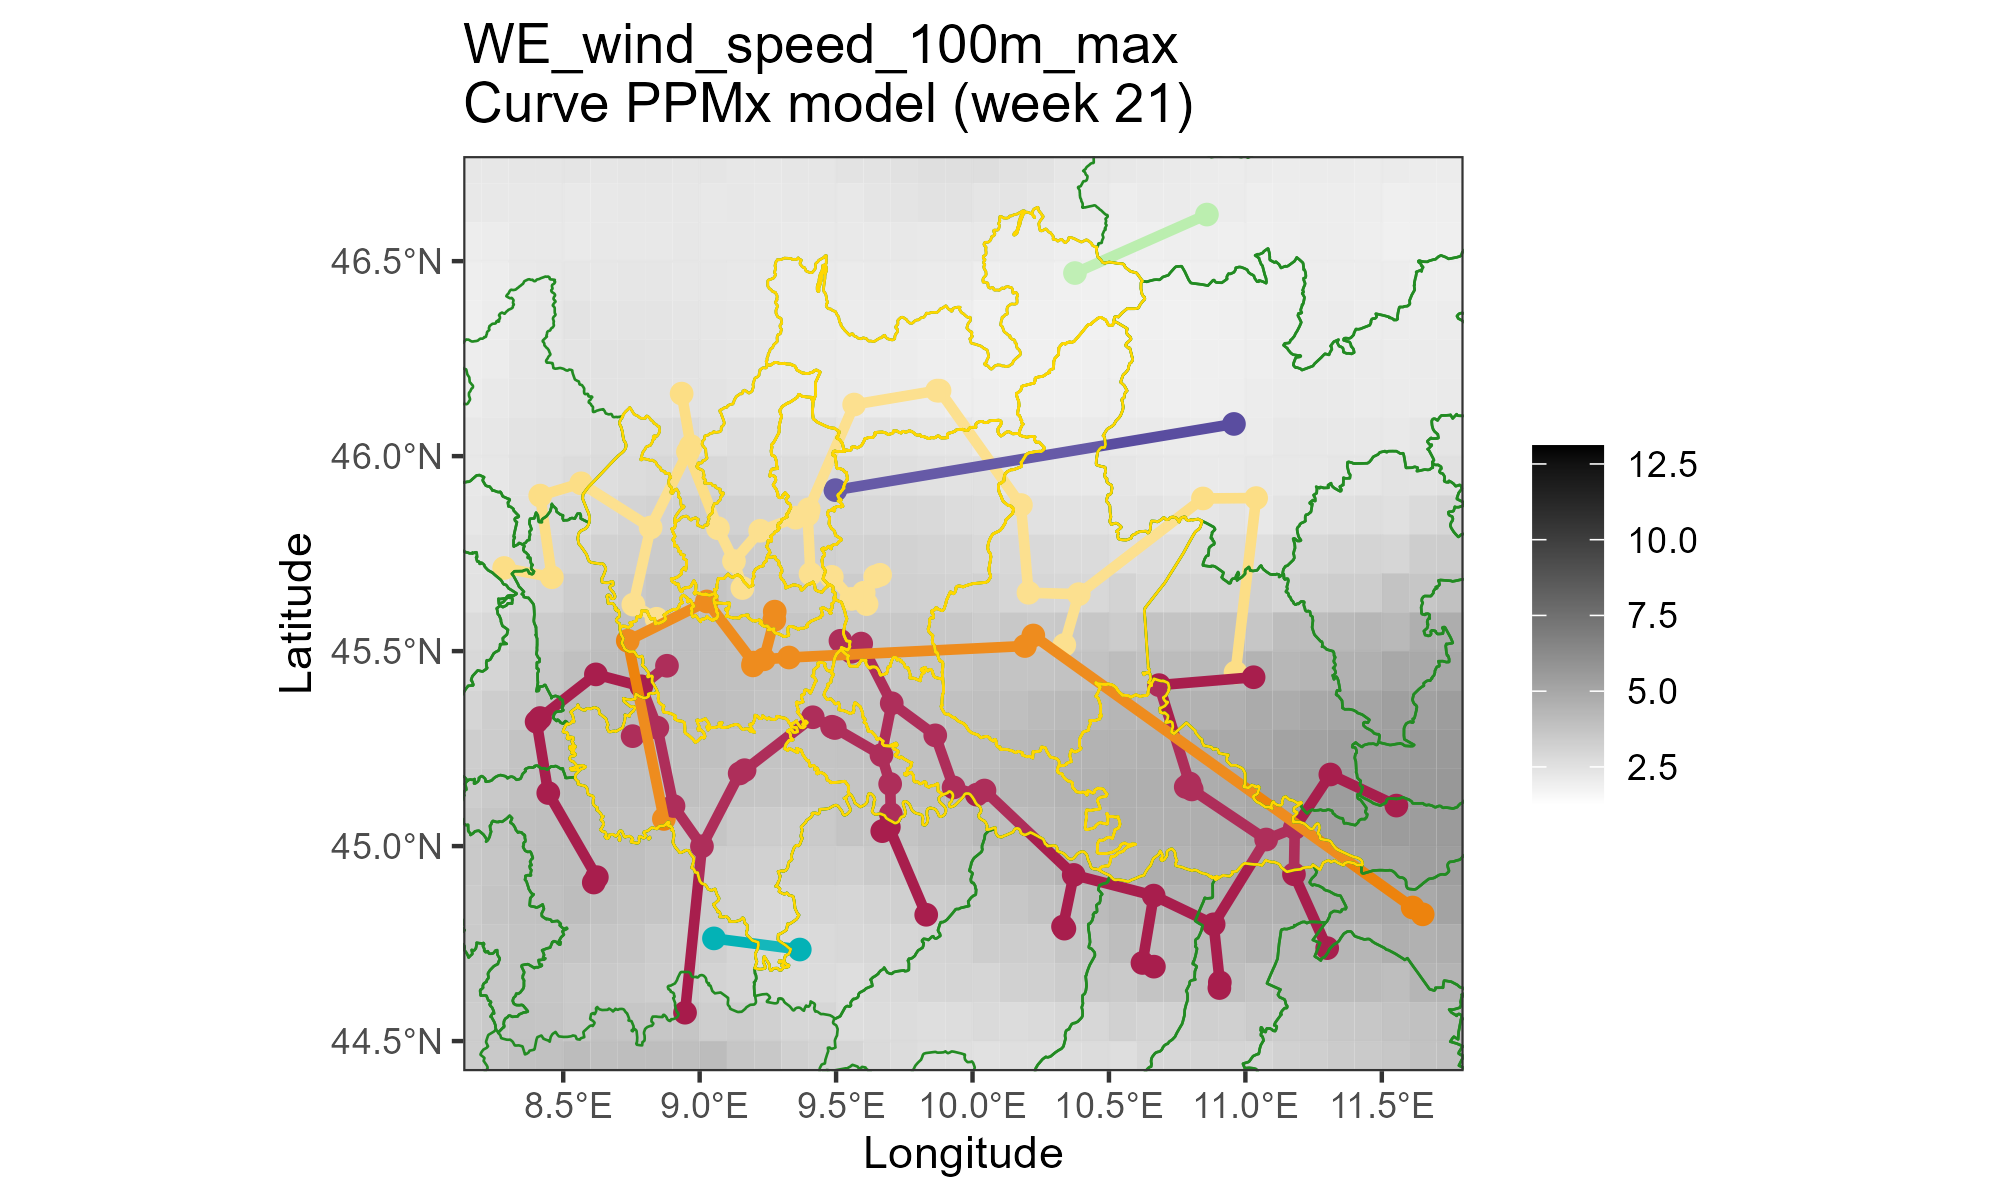 WE_wind_speed_100m_max
Curve PPMx model (week 21)
46.5°N
46.0°N
45.5°N
45.0°N
44.5°N
Latitude
8.5°E 9.0°E 9.5°E 10.0°E 10.5°E 11.0°E 11.5°E
Longitude
12.5
10.0
7.5
5.0
2.5